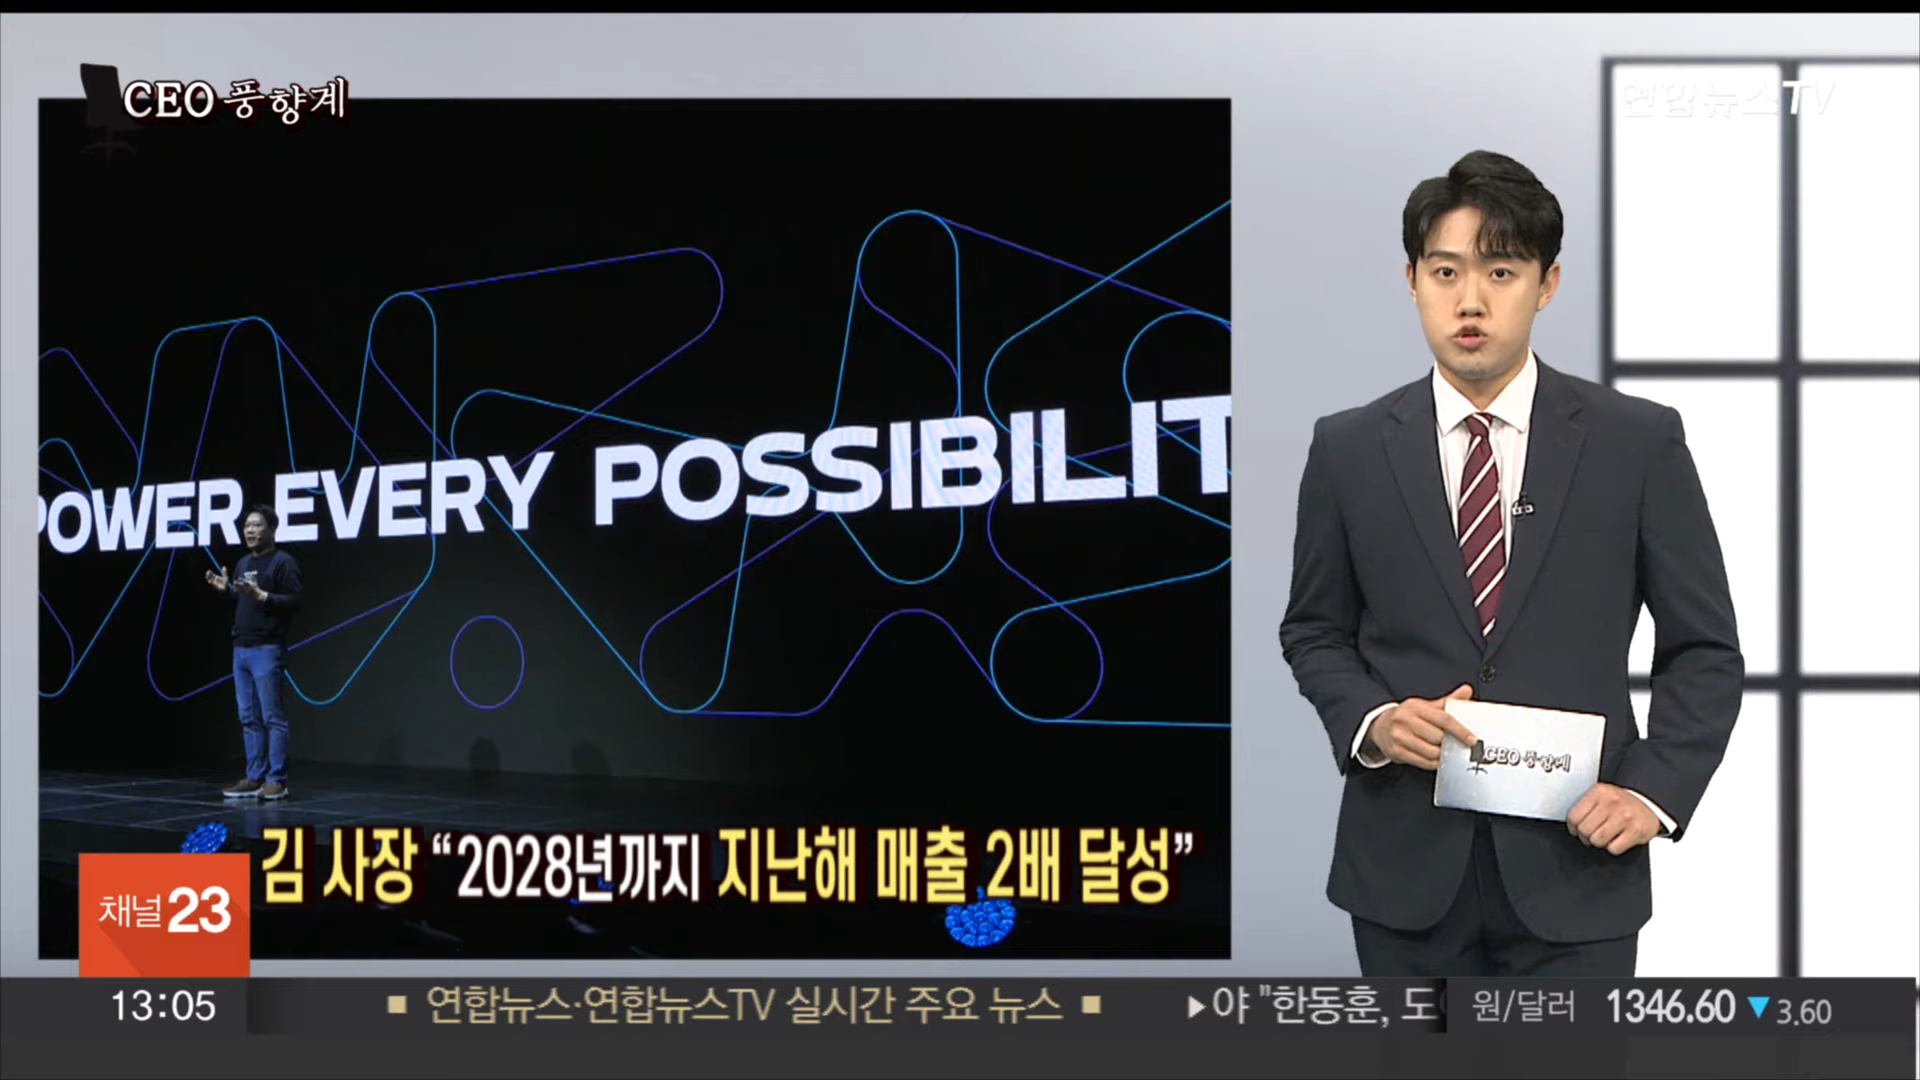 CEO 풍향계
연합뉴스TV
POWER EVERY POSSIBILIT
CEO 풍향계
김 사장 “2028년까지 지난해 매출 2배 달성”
채널 23
13:05
■ 연합뉴스·연합뉴스TV 실시간 주요 뉴스 ■ ▶야 "한동훈, 도
원/달러 1346.60 ▼ 3.60